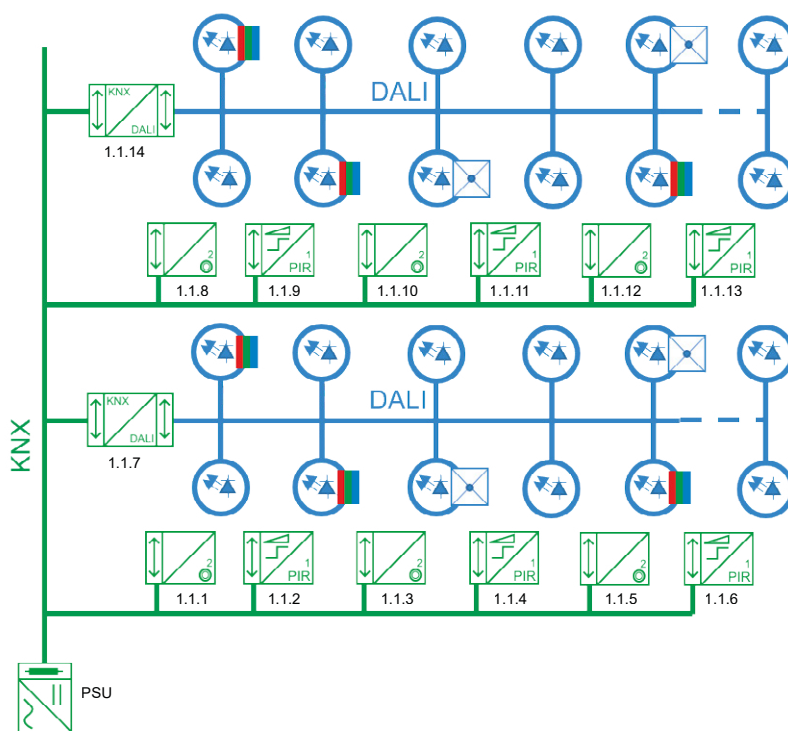 KNX
DALI
DALI
1.1.14
2
1
PIR
2
1
PIR
2
1
PIR
1.1.8
1.1.9
1.1.10
1.1.11
1.1.12
1.1.13
KNX
DALI
DALI
1.1.7
KNX
2
1
PIR
2
1
PIR
2
1
PIR
1.1.1
1.1.2
1.1.3
1.1.4
1.1.5
1.1.6
PSU